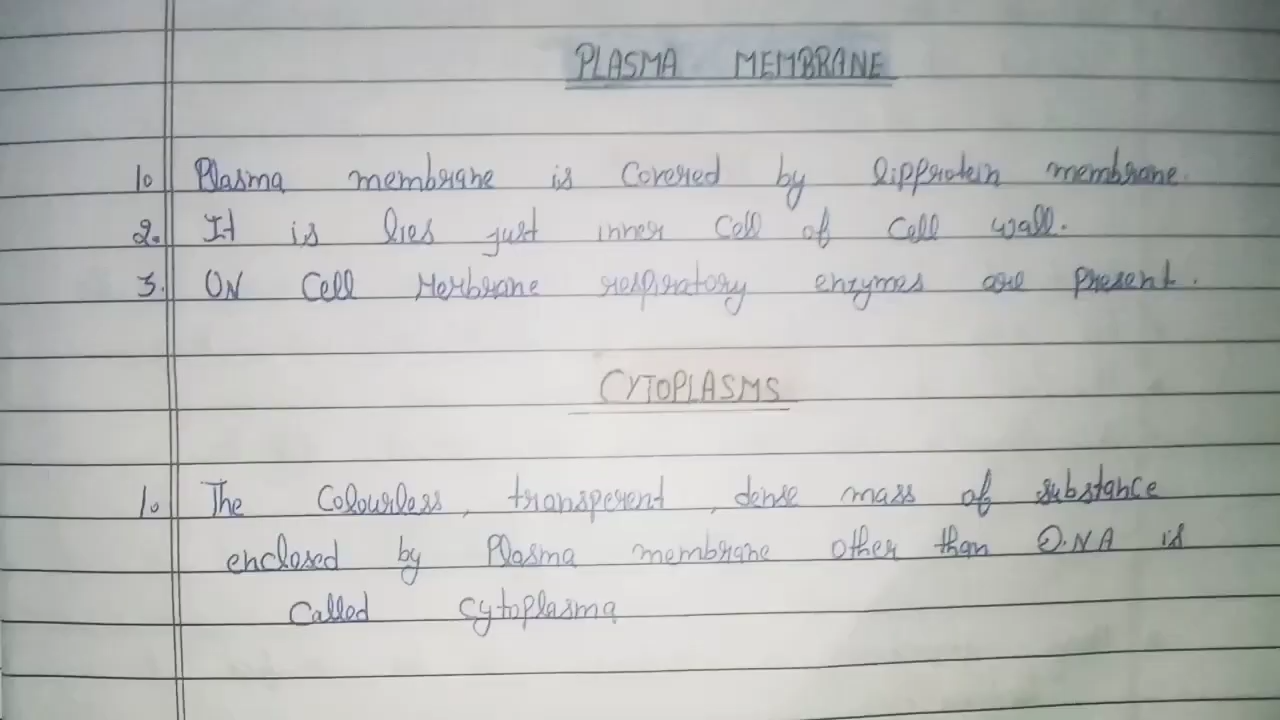 PLASMA MEMBRANE
1. Plasma membrane is covered by lipprotein membrane.
2. It is lies just inner cell of cell wall.
3. ON cell Merbrane respiratory enzymes are present.
CYTOPLASMS
1. The colourless, transperent, dense mass of substance
enclosed by Plasma membrane other than D.N.A is
called cytoplasma